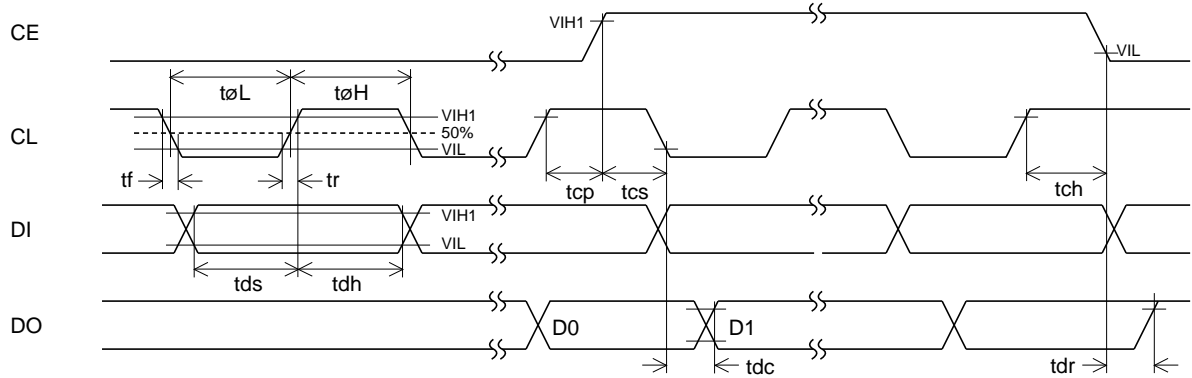 CE
VIH1
VIL
tøL
tøH
CL
VIH1
50%
VIL
tf
tr
tcp
tcs
tch
DI
VIH1
VIL
tds
tdh
DO
D0
D1
tdc
tdr